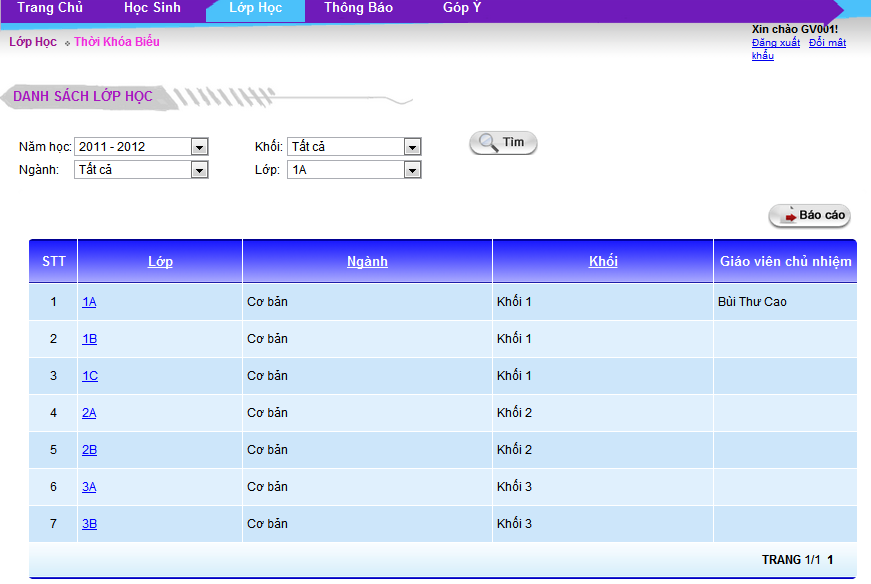 Trang Chủ Học Sinh Lớp Học Thông Báo Góp Ý
Xin chào GV001!
Lớp Học Thời Khóa Biểu
Đăng xuất Đổi mật
khẩu
DANH SÁCH LỚP HỌC
Năm học: 2011 - 2012 Khối: Tất cả Tìm
Ngành: Tất cả Lớp: 1A
Báo cáo
STT Lớp Ngành Khối Giáo viên chủ nhiệm
1 1A Cơ bản Khối 1 Bùi Thư Cao
2 1B Cơ bản Khối 1
3 1C Cơ bản Khối 1
4 2A Cơ bản Khối 2
5 2B Cơ bản Khối 2
6 3A Cơ bản Khối 3
7 3B Cơ bản Khối 3
TRANG 1/1 1